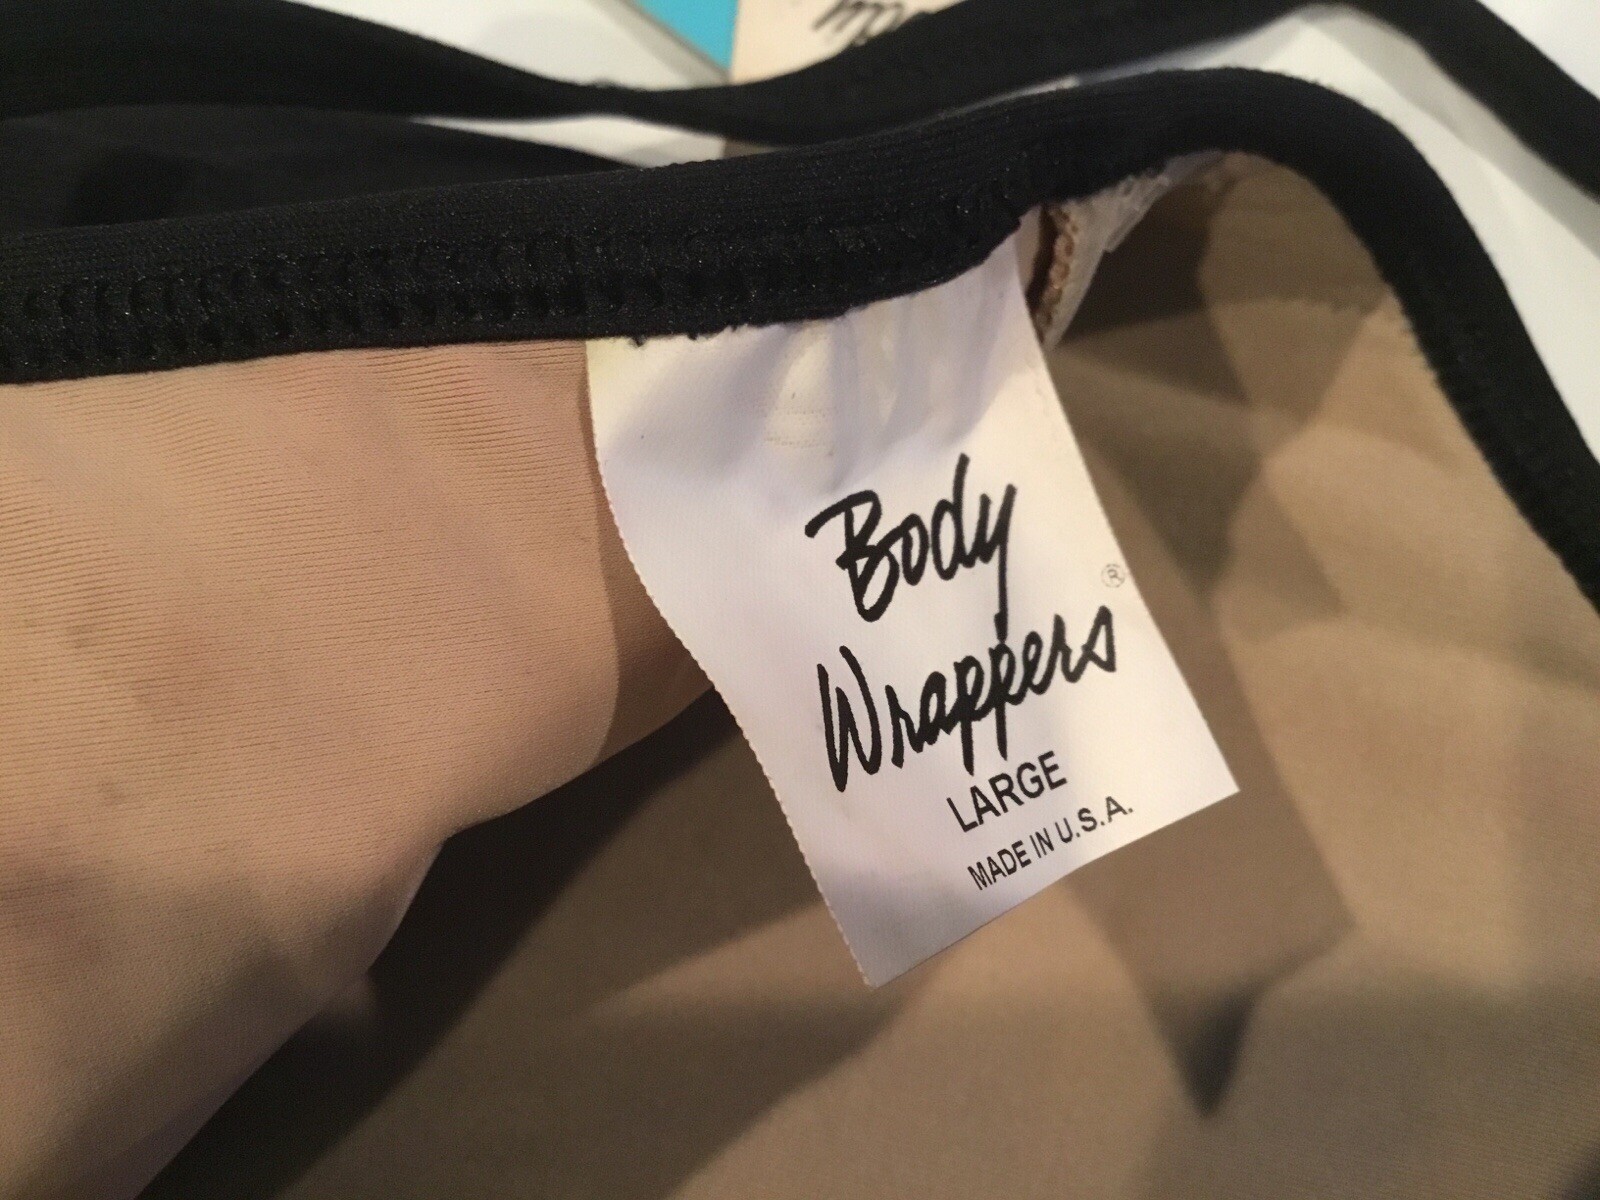 Body
Wrappers®
LARGE
MADE IN U.S.A.